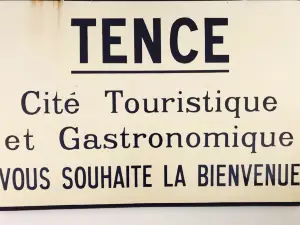 TENCE
Cité Touristique
et Gastronomique
VOUS SOUHAITE LA BIENVENUE